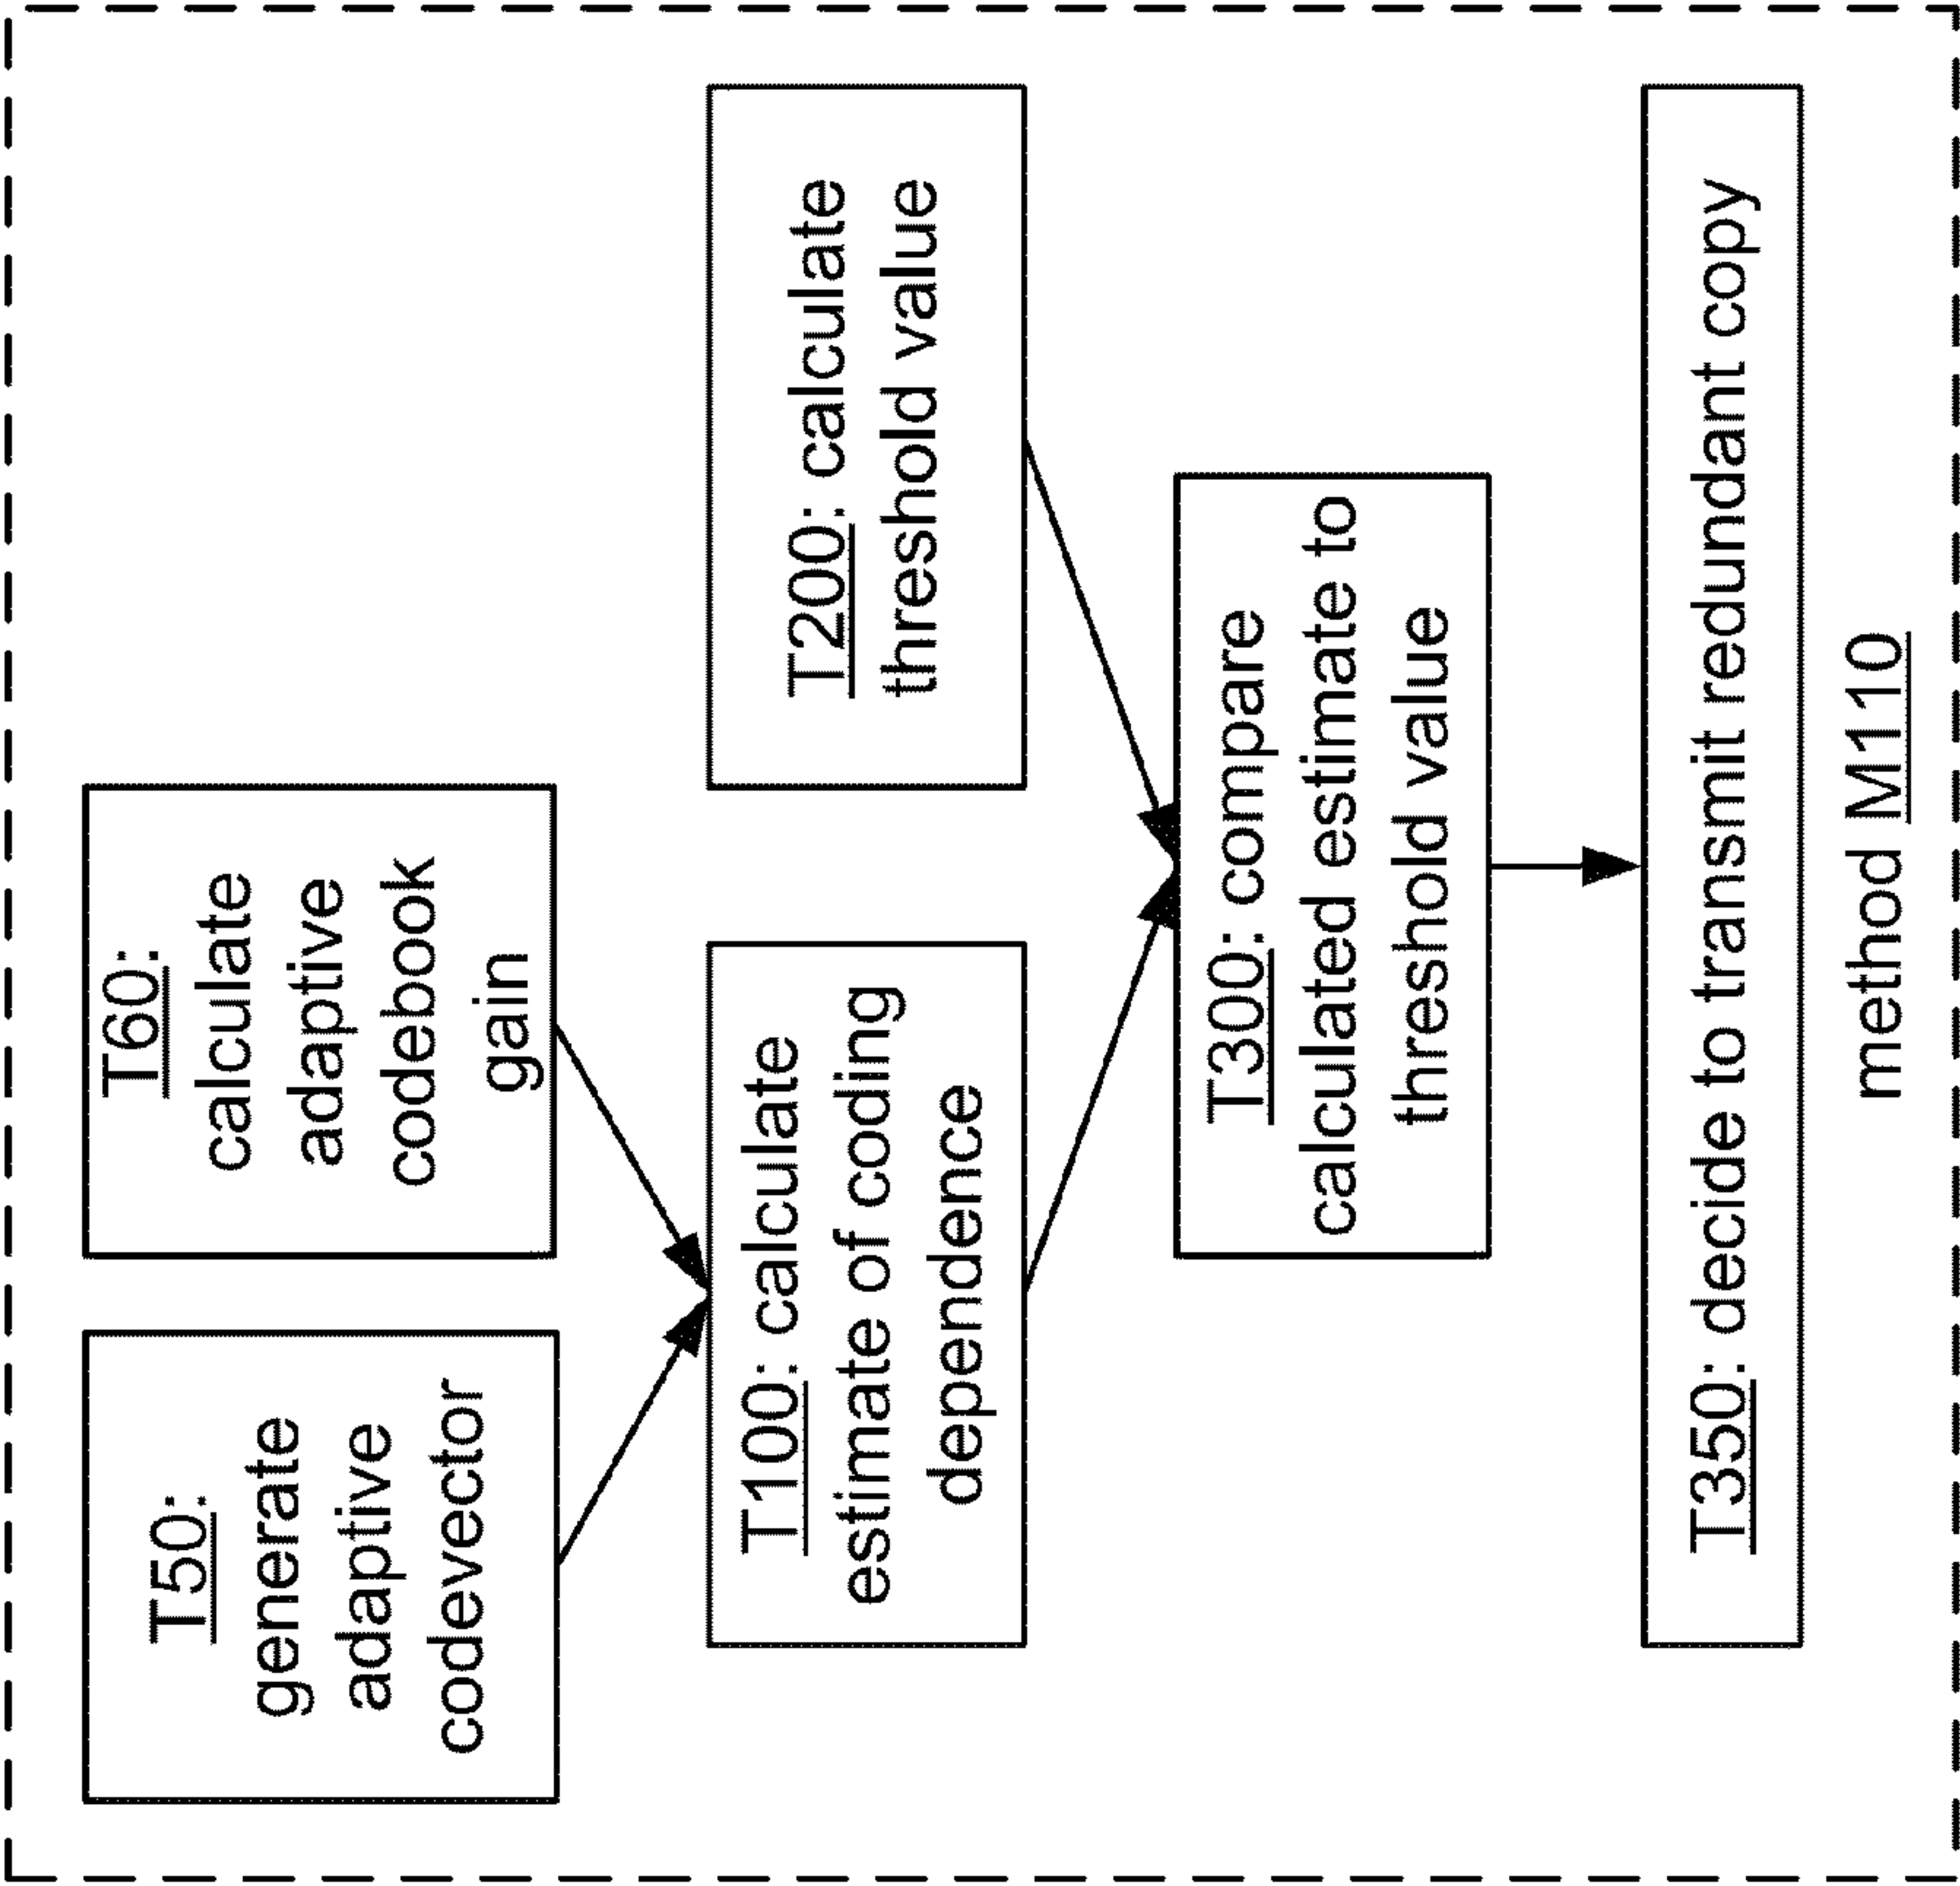 T50:
generate
adaptive
codevector
T60:
calculate
adaptive
codebook
gain
T100: calculate
estimate of coding
dependence
T200: calculate
threshold value
T300: compare
calculated estimate to
threshold value
T350: decide to transmit redundant copy
method M110